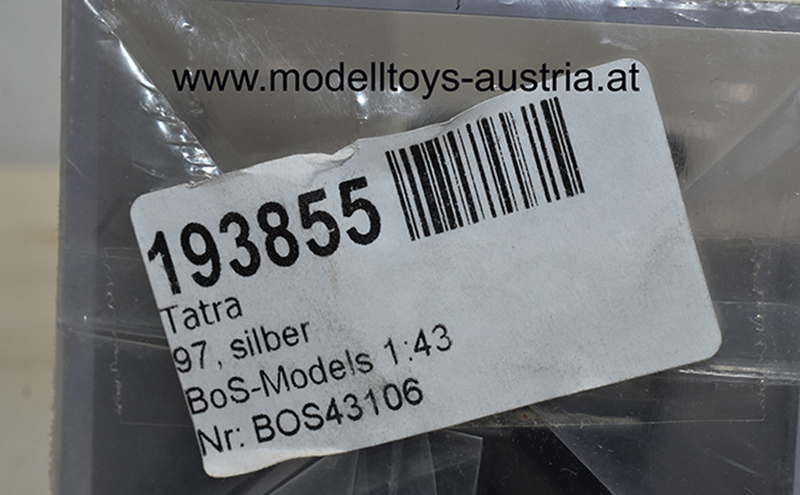 www.modelltoys-austria.at
193855
Tatra
97, silber
BoS-Models 1:43
Nr: BOS43106